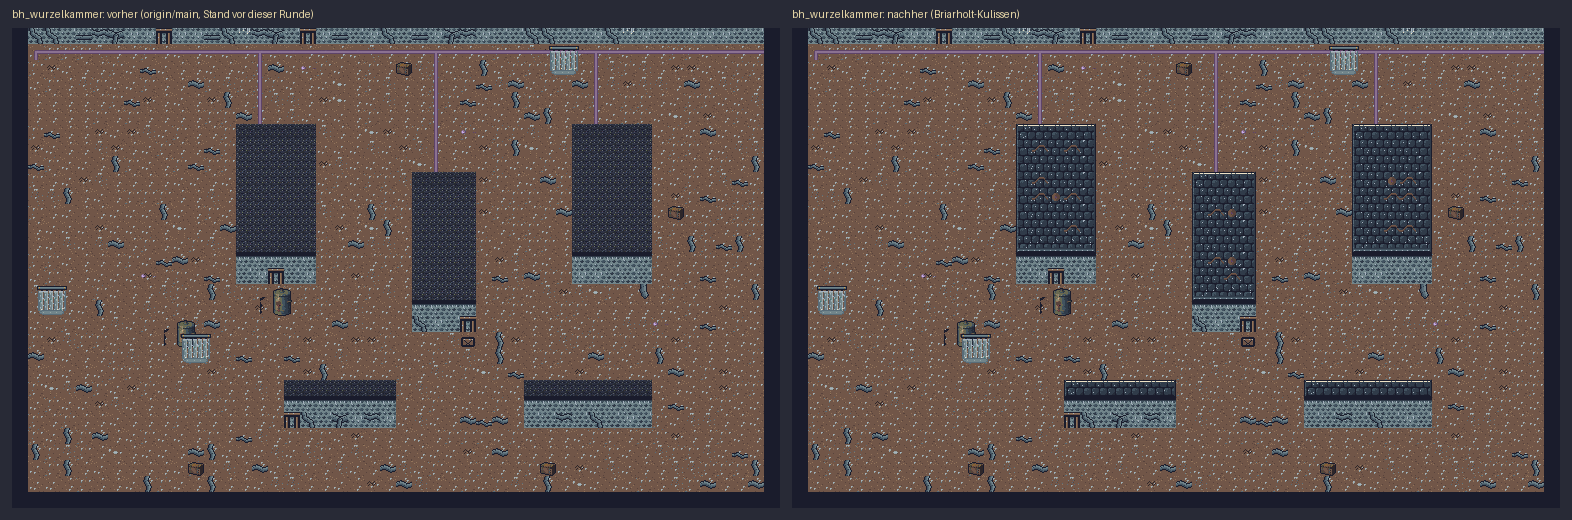 bh_wurzelkammer: vorher (origin/main, Stand vor dieser Runde)
bh_wurzelkammer: nachher (Briarholt-Kulissen)